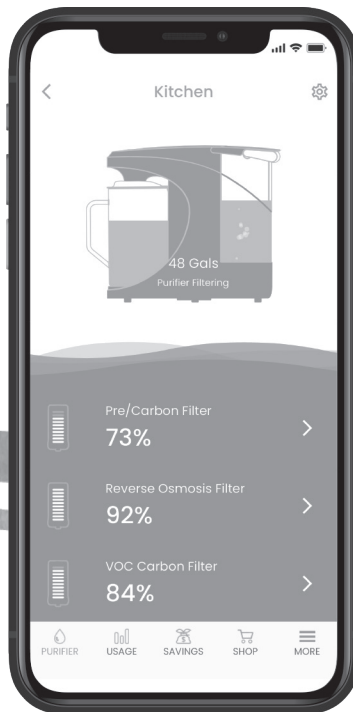 Kitchen
48 Gals
Purifier Filtering
Pre/Carbon Filter
73%
Reverse Osmosis Filter
92%
VOC Carbon Filter
84%
PURIFIER USAGE SAVINGS SHOP MORE